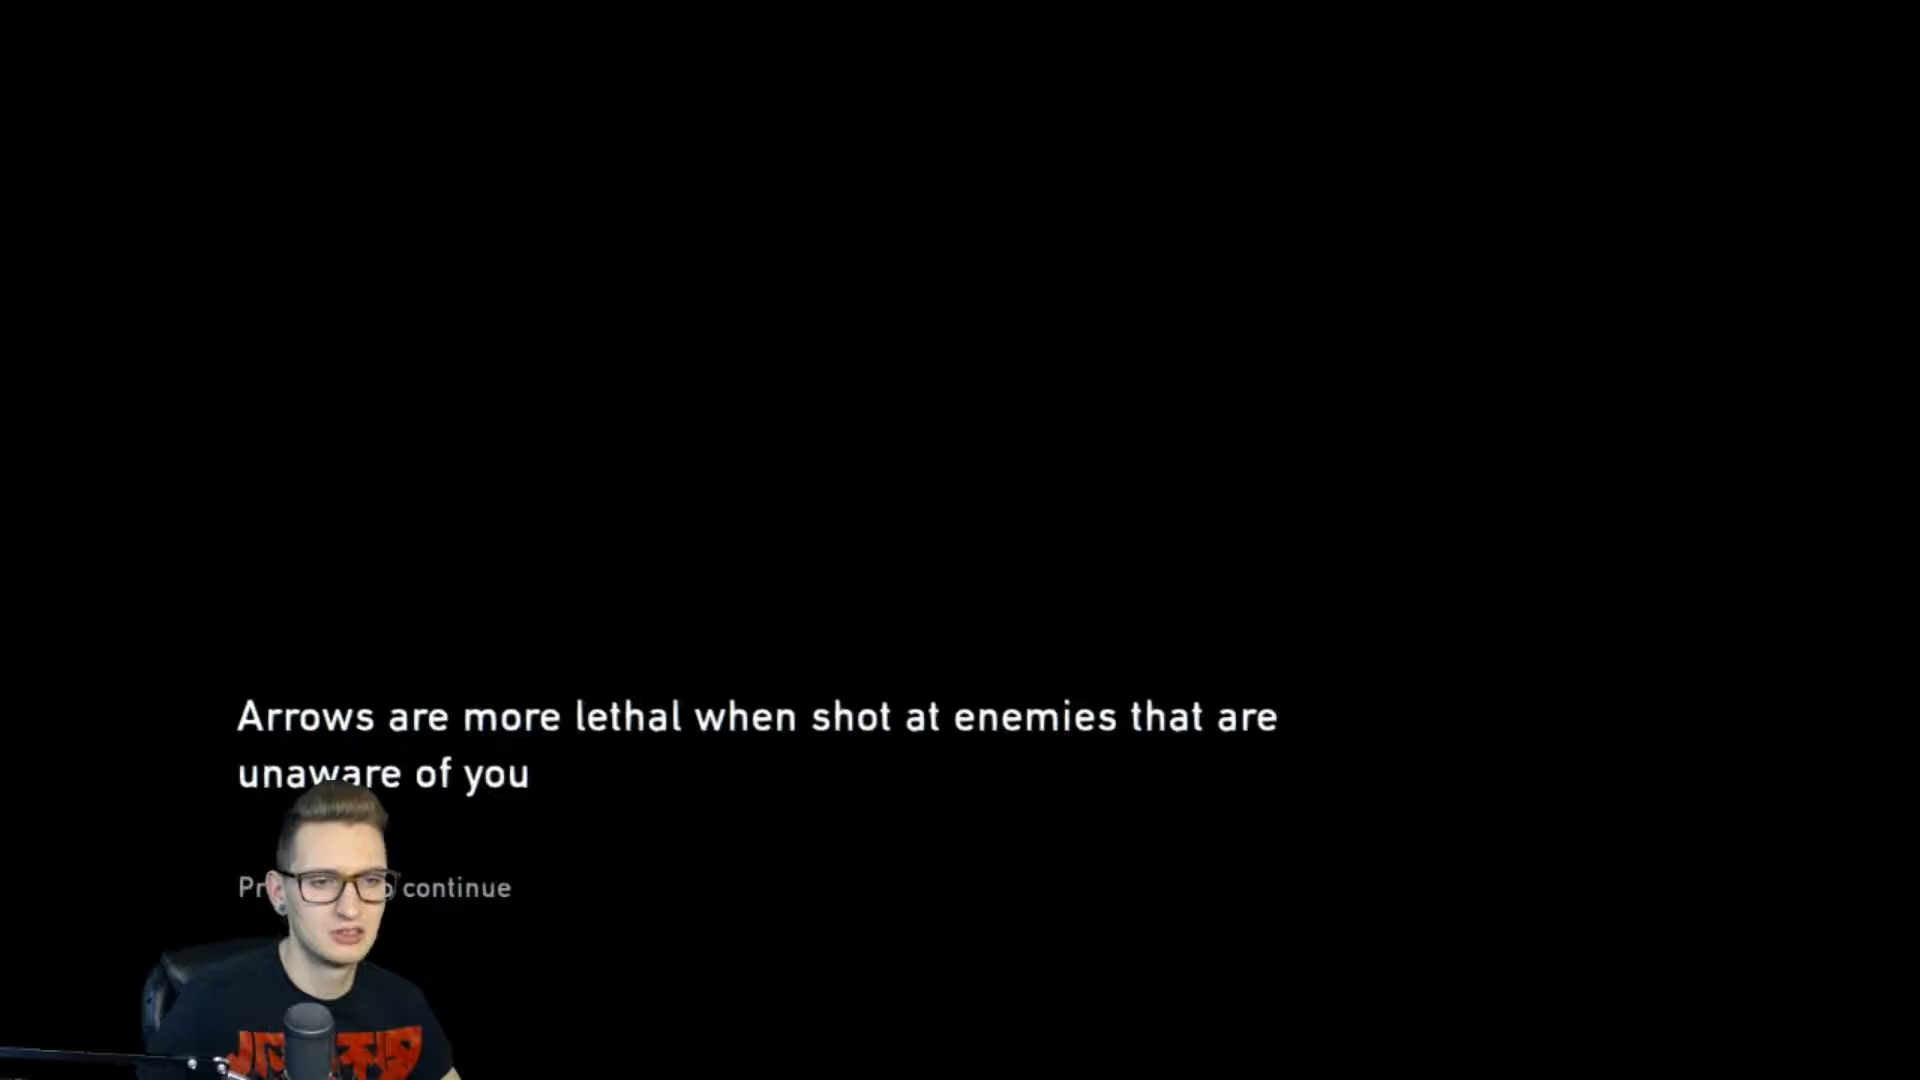 Arrows are more lethal when shot at enemies that are
unaware of you
continue